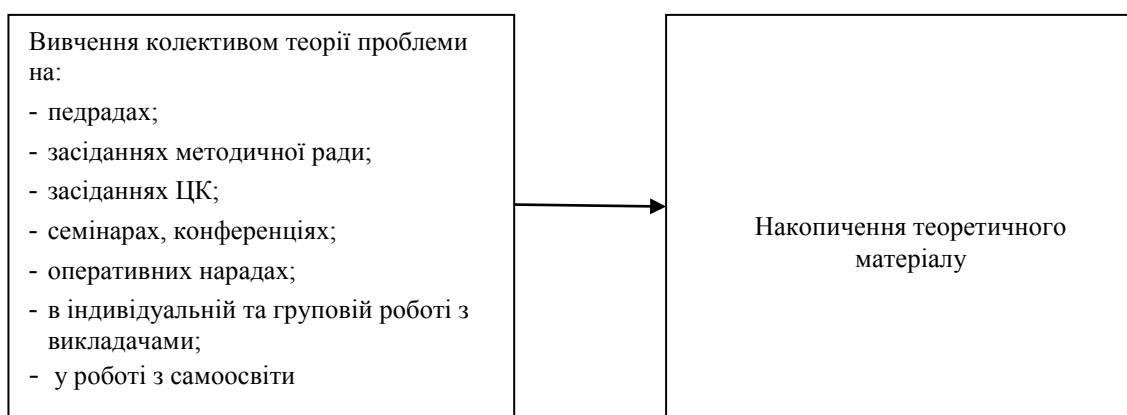 Вивчення колективом теорії проблеми
на:
- педрадах;
- засіданнях методичної ради;
- засіданнях ЦК;
- семінарах, конференціях;
- оперативних нарадах;
- в індивідуальній та груповій роботі з
викладачами;
- у роботі з самоосвіти
Накопичення теоретичного
матеріалу